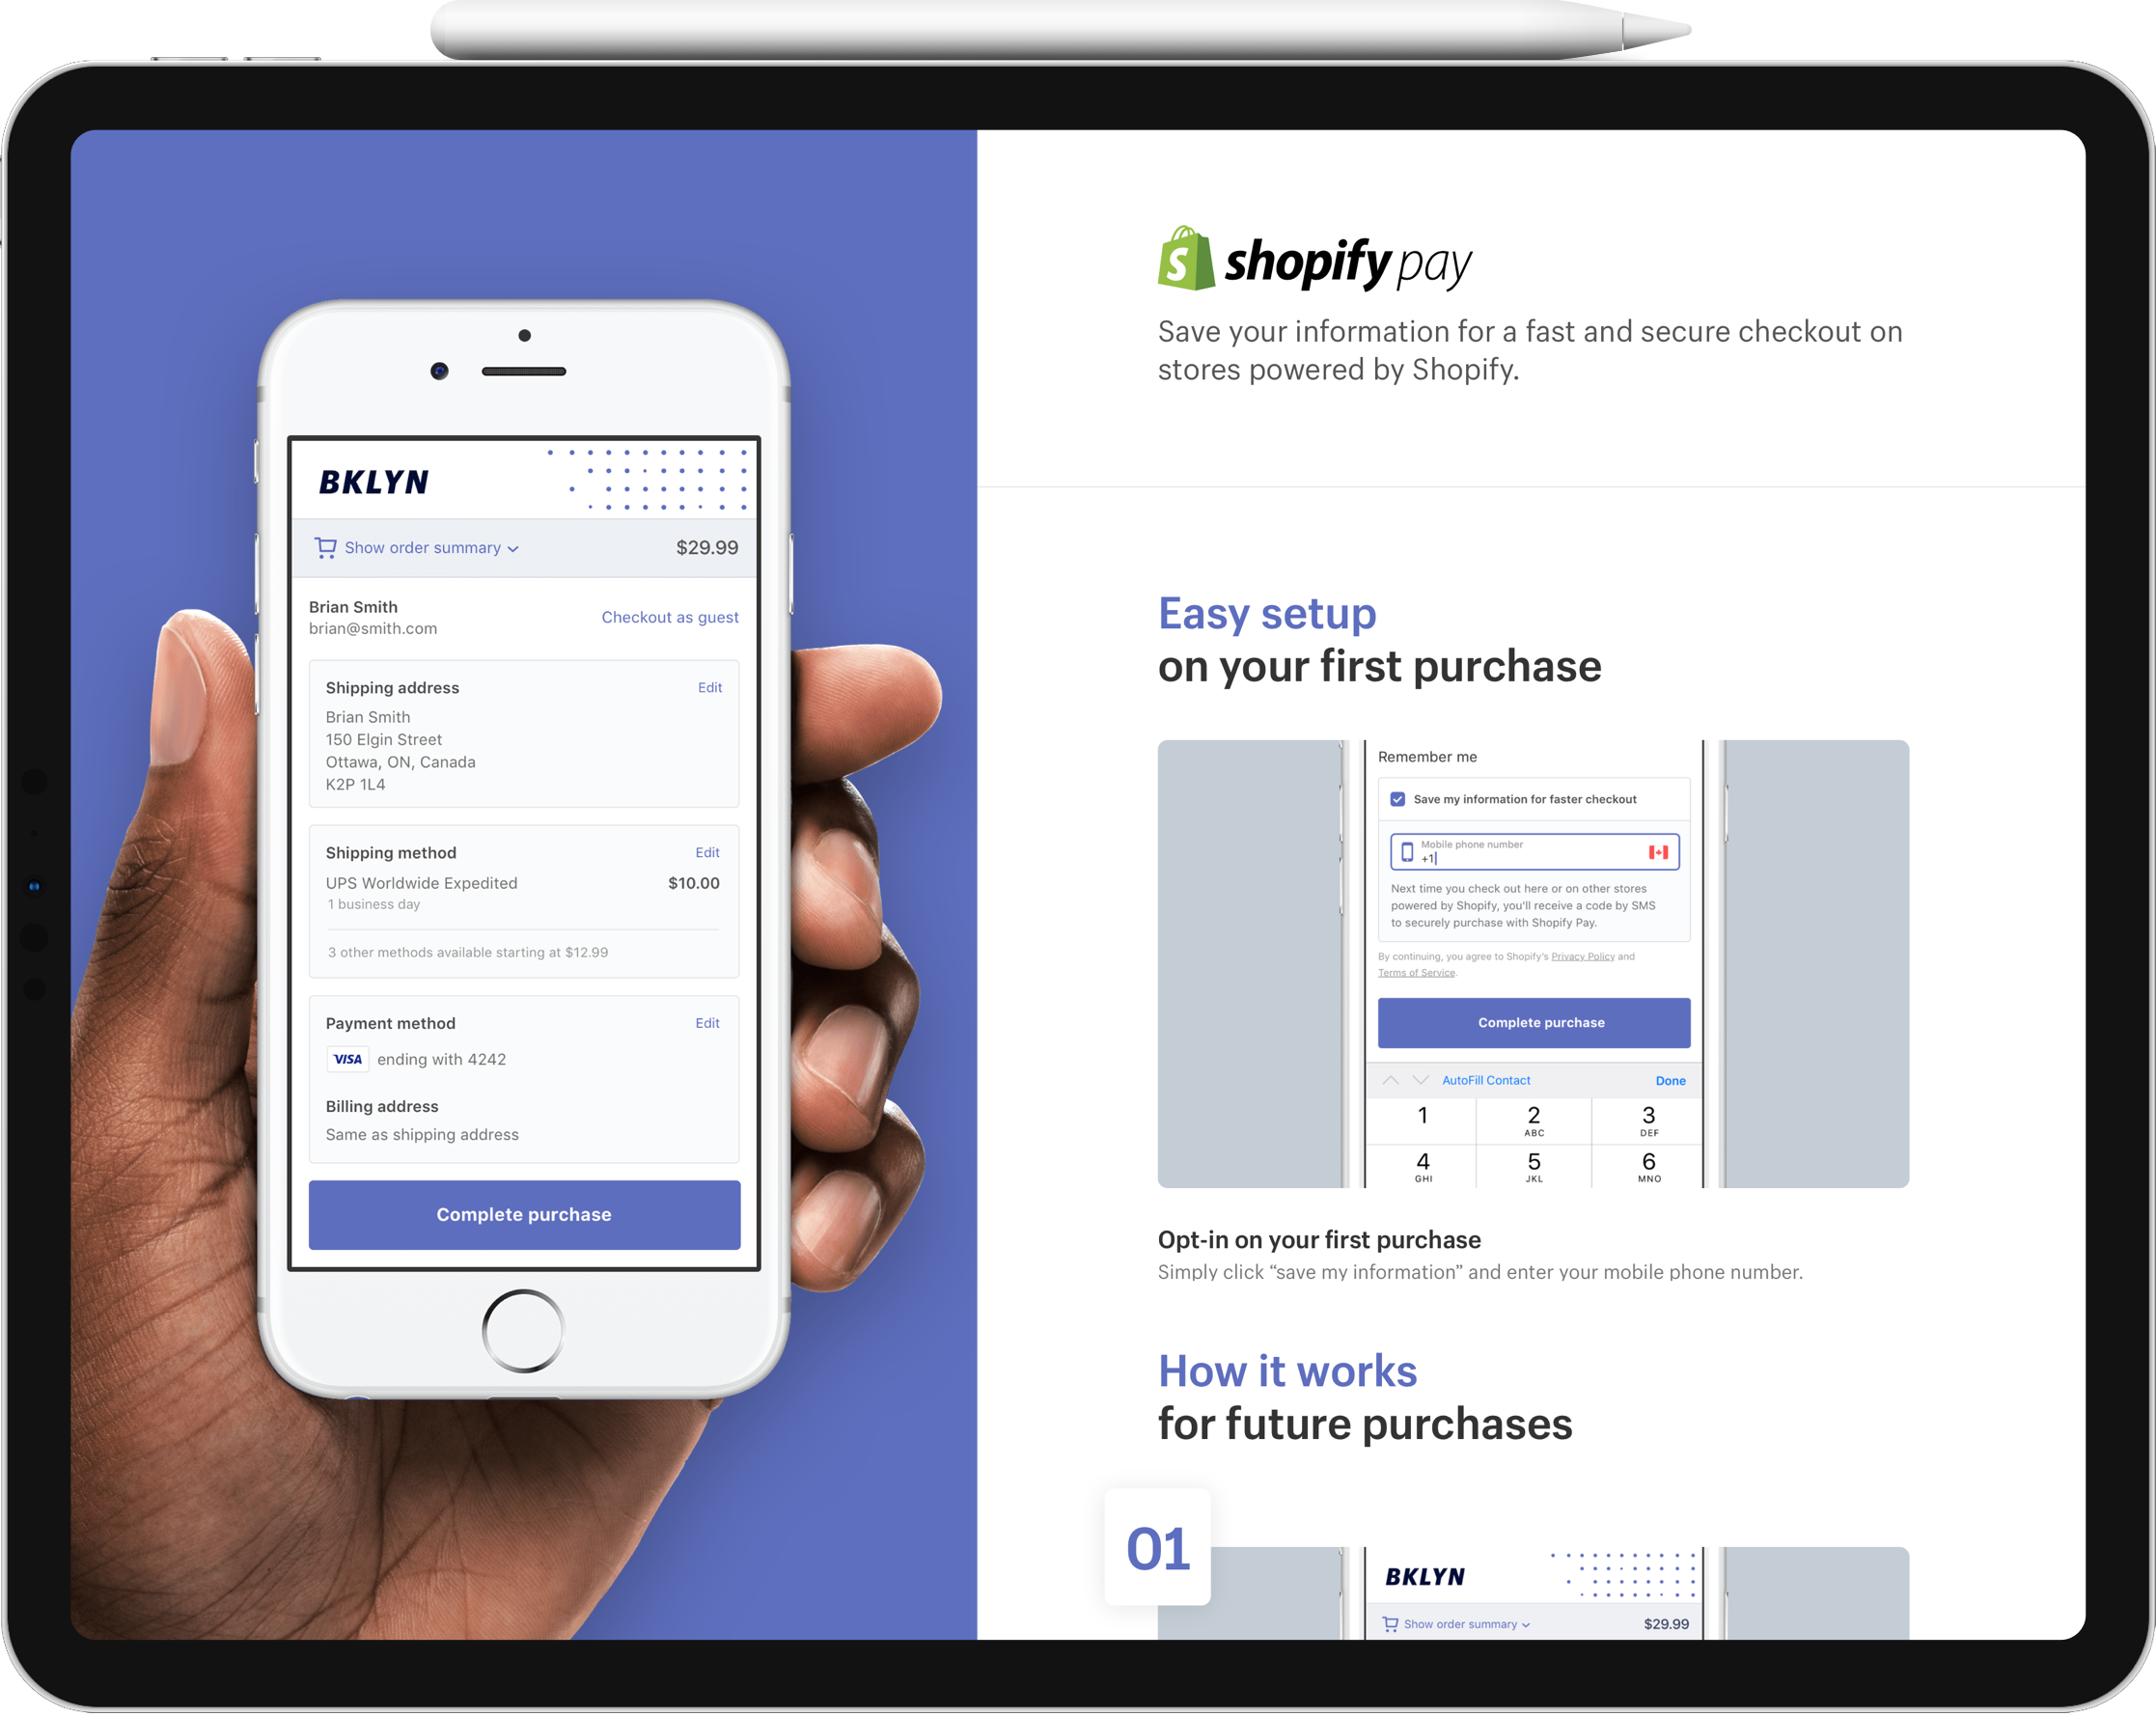 BKLYN
Show order summary
$29.99
Brian Smith
brian@smith.com
Checkout as guest
Shipping address
Edit
Brian Smith
150 Elgin Street
Ottawa, ON, Canada
K2P 1L4
Shipping method
Edit
UPS Worldwide Expedited
$10.00
1 business day
3 other methods available starting at $12.99
Payment method
Edit
VISA ending with 4242
Billing address
Same as shipping address
Complete purchase
S shopify pay
Save your information for a fast and secure checkout on
stores powered by Shopify.
Easy setup
on your first purchase
Remember me
Save my information for faster checkout
Mobile phone number
+1
Next time you check out here or on other stores
powered by Shopify, you'll receive a code by SMS
to securely purchase with Shopify Pay.
By continuing, you agree to Shopify's Privacy Policy and
Terms of Service.
Complete purchase
AutoFill Contact
Done
1 2 3
ABC DEF
4 5 6
GHI JKL MNO
Opt-in on your first purchase
Simply click “save my information” and enter your mobile phone number.
How it works
for future purchases
01
BKLYN
Show order summary
$29.99